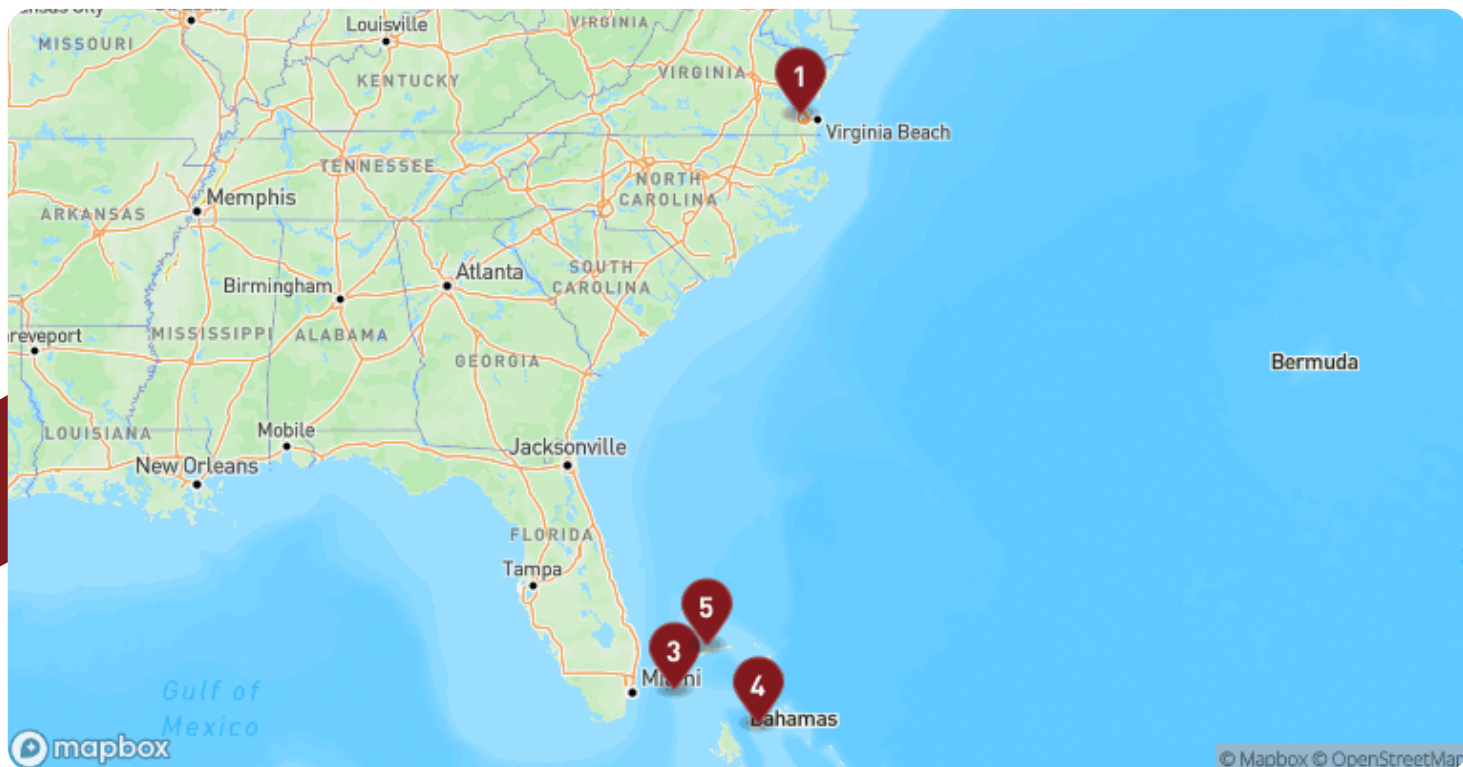 Louisville
VIRGINIA
MISSOURI
KENTUCKY
VIRGINIA
1
Virginia Beach
TENNESSEE
NORTH
CAROLINA
Memphis
ARKANSAS
Atlanta
SOUTH
CAROLINA
Birmingham
reveport
MISSISSIPPI
ALABAMA
GEORGIA
Bermuda
LOUISIANA
Mobile
Jacksonville
New Orleans
FLORIDA
Tampa
5
3
Miami
4
Bahamas
Gulf of
Mexico
mapbox
© Mapbox © OpenStreetMap